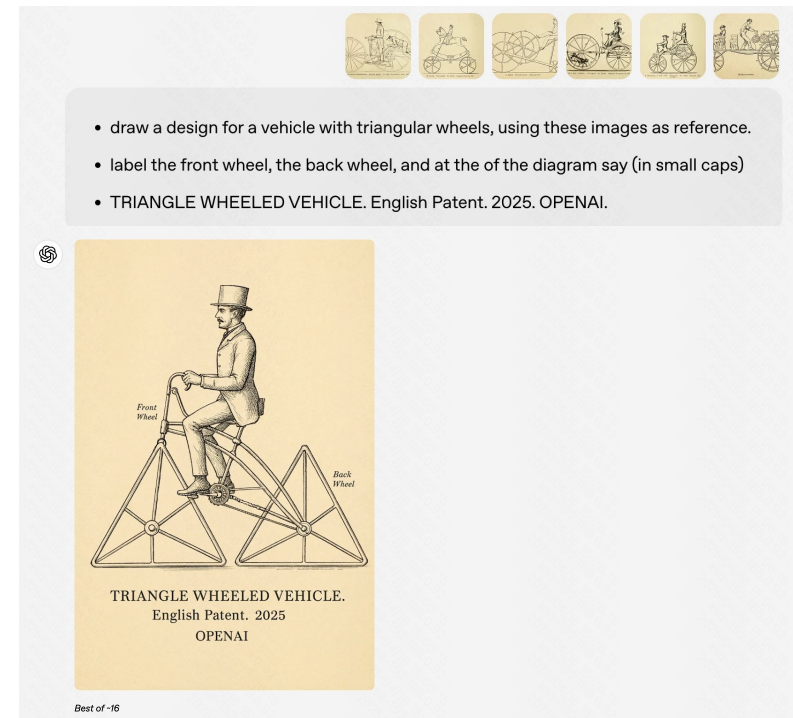 draw a design for a vehicle with triangular wheels, using these images as reference.
label the front wheel, the back wheel, and at the of the diagram say (in small caps)
TRIANGLE WHEELED VEHICLE. English Patent. 2025. OPENAI.
Front
Wheel
Back
Wheel
TRIANGLE WHEELED VEHICLE.
English Patent. 2025
OPENAI
Best of ~16